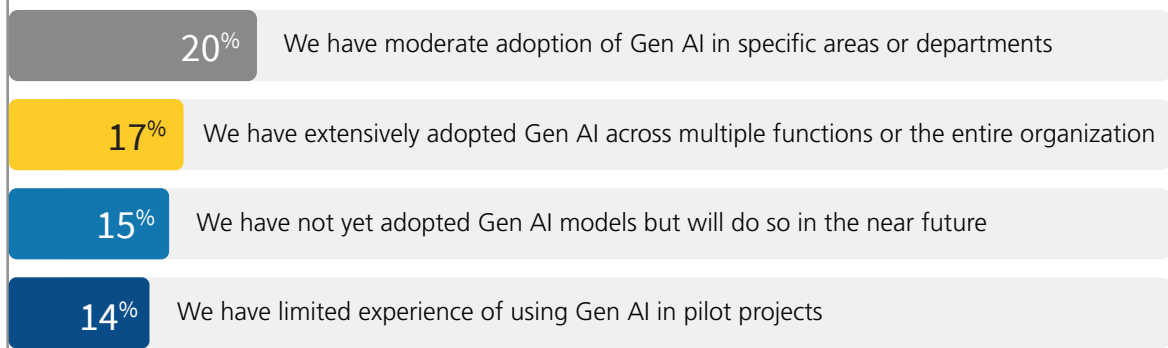 20% We have moderate adoption of Gen AI in specific areas or departments
17% We have extensively adopted Gen AI across multiple functions or the entire organization
15% We have not yet adopted Gen AI models but will do so in the near future
14% We have limited experience of using Gen AI in pilot projects